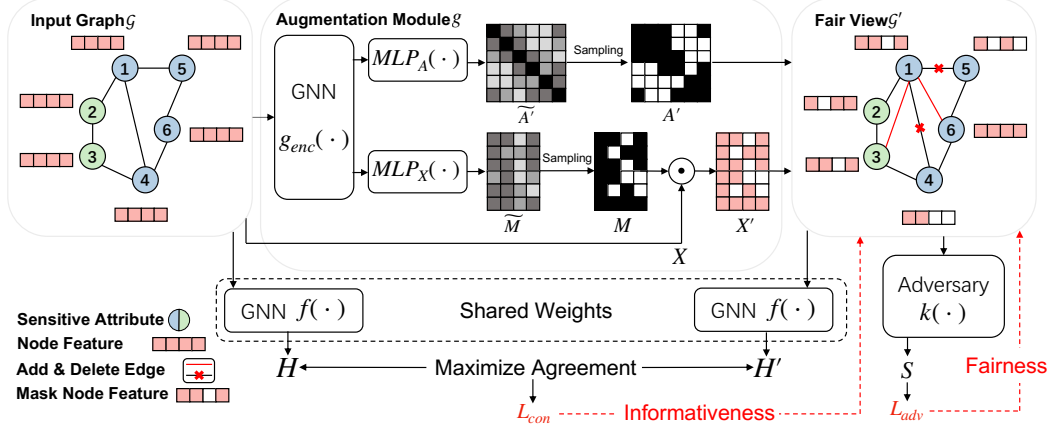 Input Graph 𝒢
1
5
2
6
3
4
Augmentation Module g
GNN
g_enc(·)
MLP_A(·)
MLP_X(·)
Ã'
Sampling
A'
M̃
Sampling
M
X'
X
Fair View 𝒢'
1
5
2
6
3
4
GNN f(·)
Shared Weights
GNN f(·)
Adversary
k(·)
Sensitive Attribute
Node Feature
Add & Delete Edge
Mask Node Feature
H
Maximize Agreement
H'
S
Fairness
L_con
Informativeness
L_adv